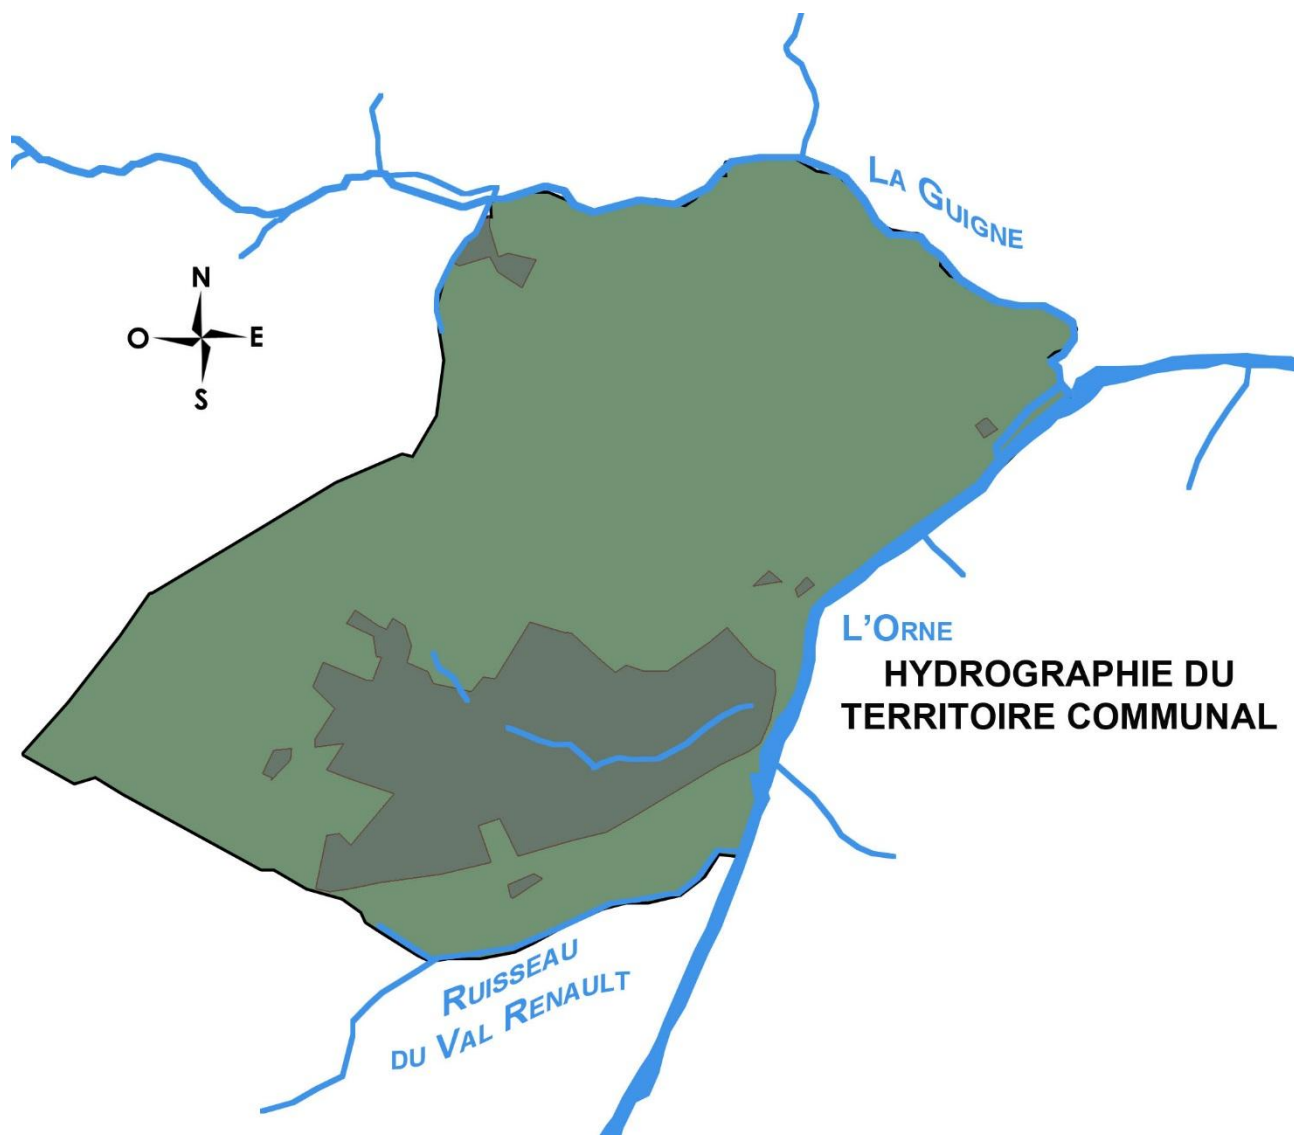 LA GUIGNE
N
O
E
S
L'ORNE
HYDROGRAPHIE DU
TERRITOIRE COMMUNAL
RUISSEAU
DU VAL RENAULT